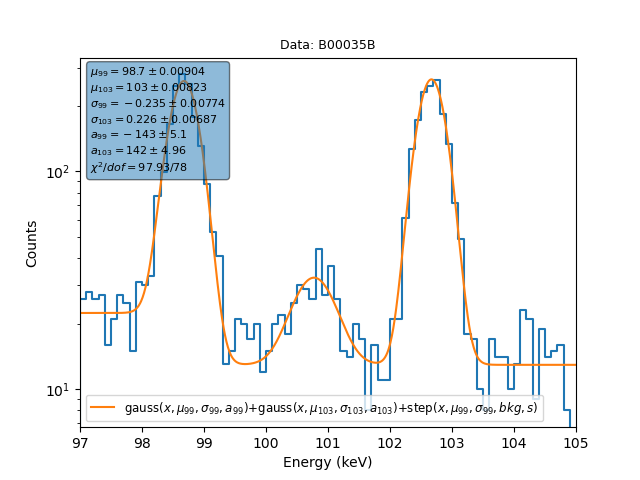 Data: B00035B
μ99 = 98.7 ± 0.00904
μ103 = 103 ± 0.00823
σ99 = −0.235 ± 0.00774
σ103 = 0.226 ± 0.00687
a99 = −143 ± 5.1
a103 = 142 ± 4.96
χ²/dof = 97.93/78
Counts
10²
10¹
gauss(x, μ99, σ99, a99)+gauss(x, μ103, σ103, a103)+step(x, μ99, σ99, bkg, s)
97 98 99 100 101 102 103 104 105
Energy (keV)